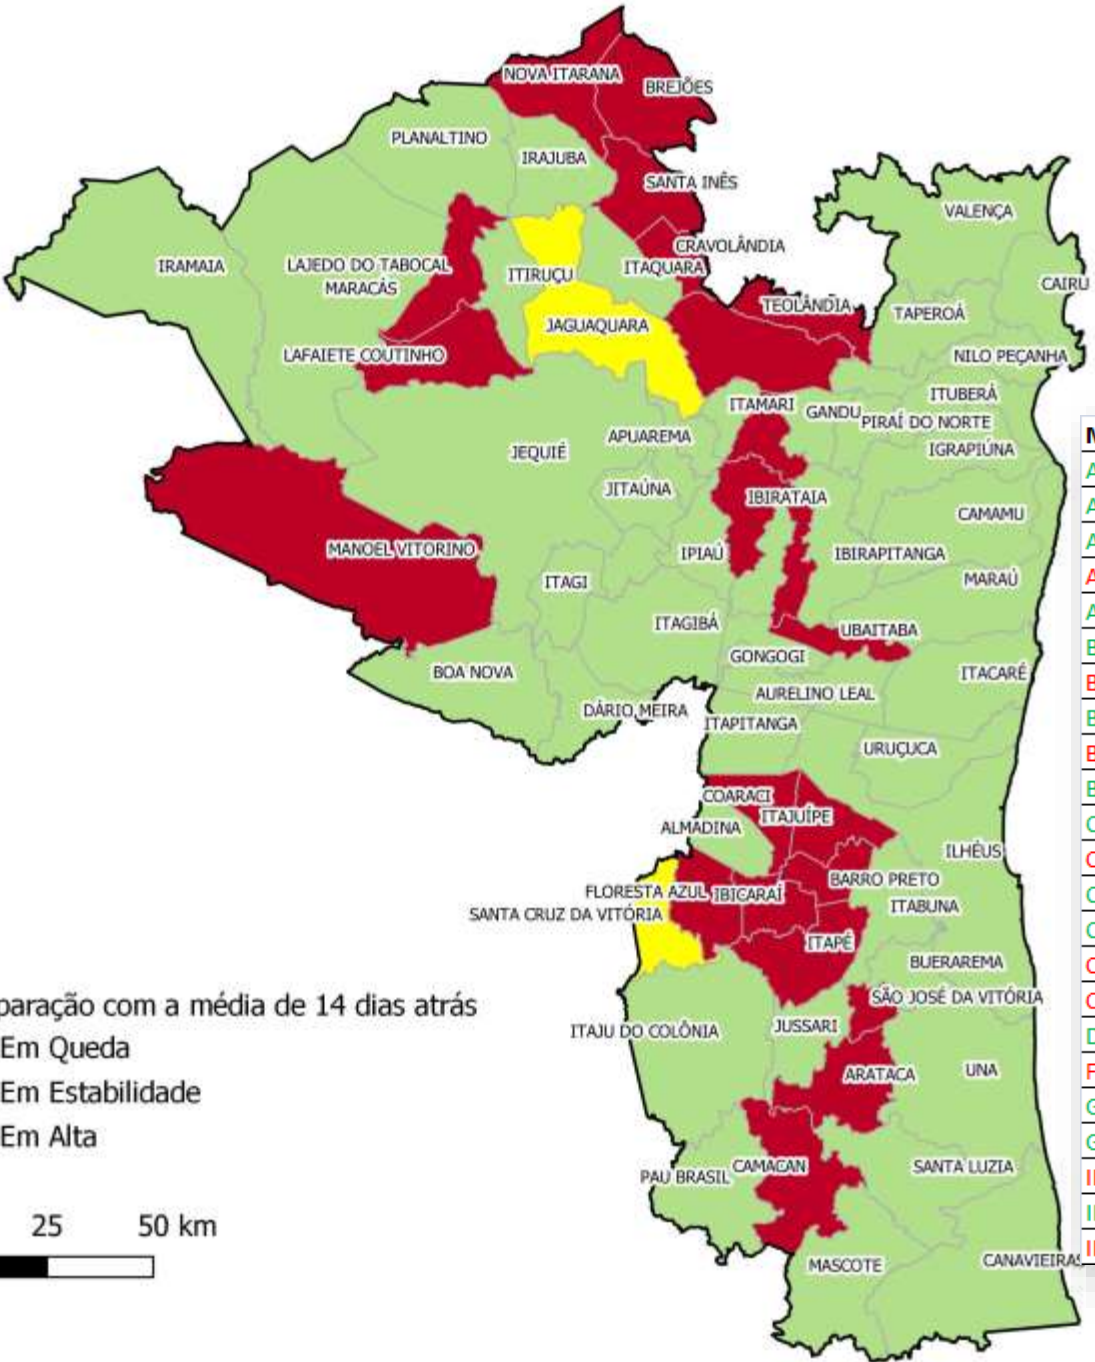 NOVA ITARANA
BREJÕES
PLANALTINO
IRAJUBA
SANTA INÊS
VALENÇA
CRAVOLÂNDIA
IRAMAIA
LAJEDO DO TABOCAL
ITIRUÇU
ITAQUARA
MARACÁS
CAIRU
TEOLÂNDIA
TAPEROÁ
JAGUAQUARA
LAFAIETE COUTINHO
NILO PEÇANHA
ITUBERÁ
ITAMARI
GANDU
PIRAÍ DO NORTE
APUAREMA
IGRAPIÚNA
JEQUIÉ
JITAÚNA
IBIRATAIA
CAMAMU
MANOEL VITORINO
IPIAÚ
IBIRAPITANGA
ITAGI
MARAÚ
ITAGIBÁ
UBAITABA
GONGOGI
BOA NOVA
ITACARÉ
AURELINO LEAL
DÁRIO MEIRA
ITAPITANGA
URUÇUCA
COARACI
ITAJUÍPE
ALMADINA
ILHÉUS
BARRO PRETO
FLORESTA AZUL
IBICARAÍ
ITABUNA
SANTA CRUZ DA VITÓRIA
ITAPÉ
BUERAREMA
SÃO JOSÉ DA VITÓRIA
JUSSARI
ITAJU DO COLÔNIA
UNA
ARATACA
CAMACAN
SANTA LUZIA
PAU BRASIL
CANAVIEIRAS
MASCOTE
paração com a média de 14 dias atrás
Em Queda
Em Estabilidade
Em Alta
25 50 km